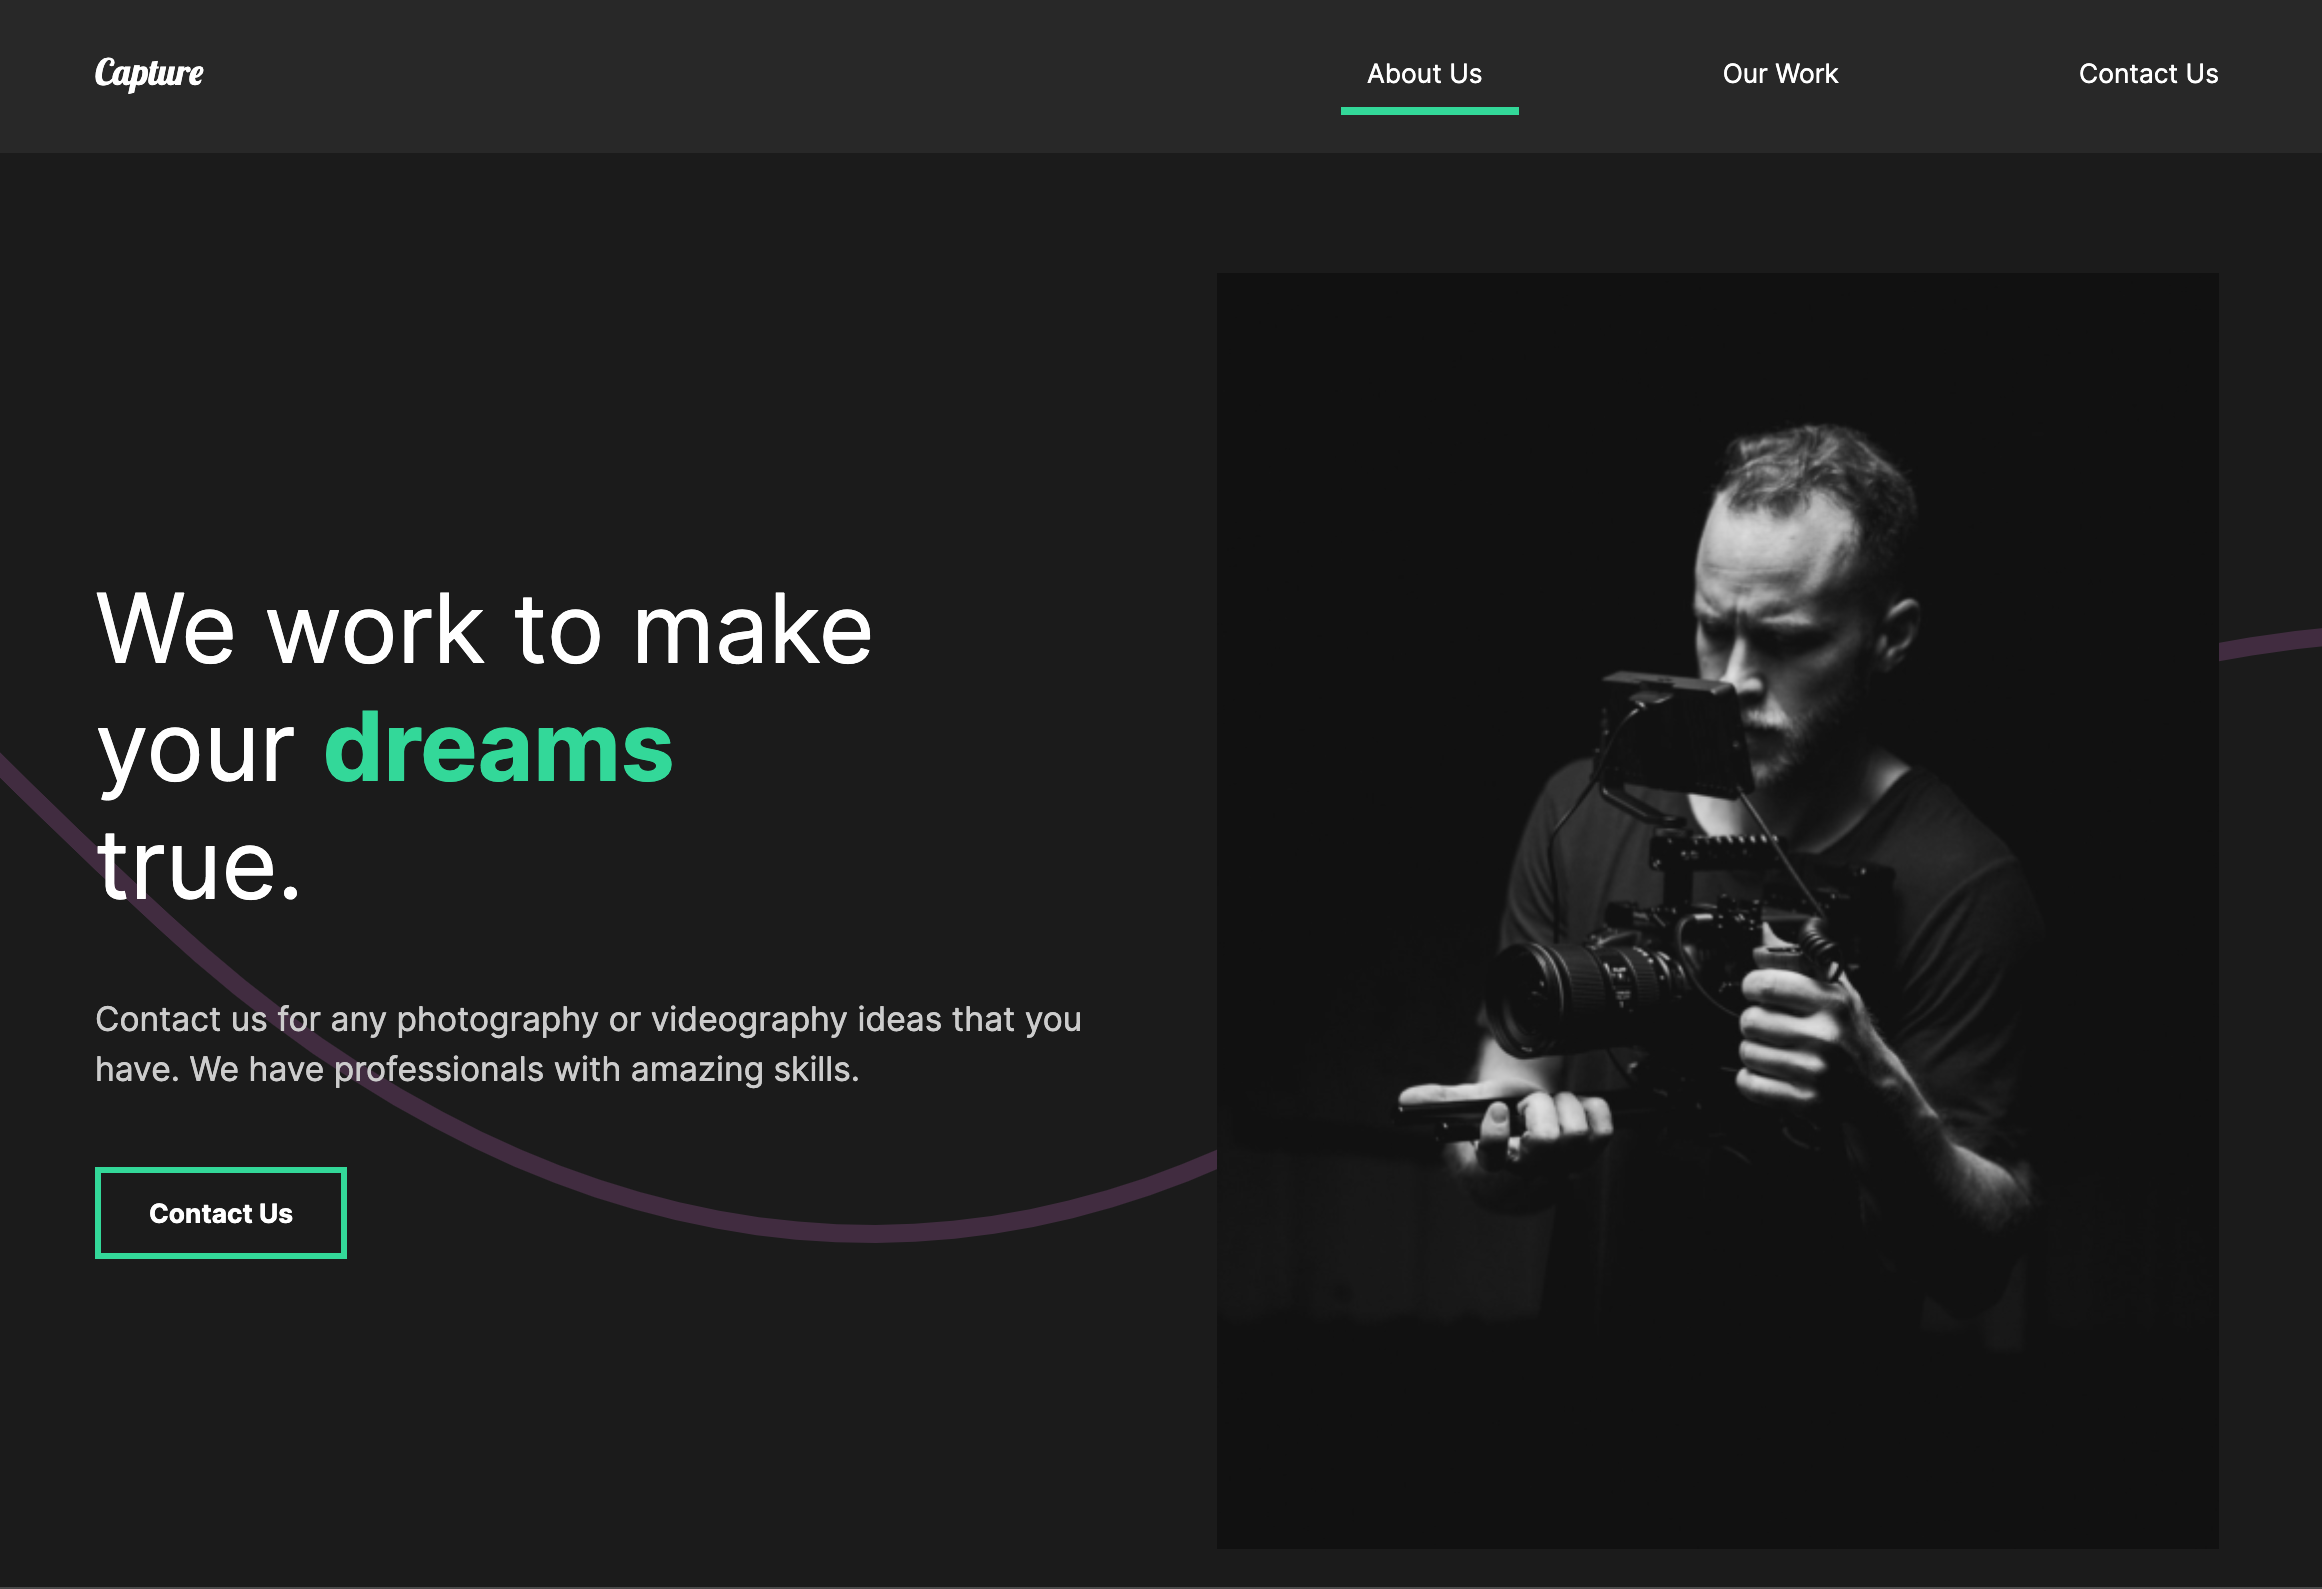 Capture
About Us
Our Work
Contact Us
We work to make
your dreams
true.
Contact us for any photography or videography ideas that you
have. We have professionals with amazing skills.
Contact Us